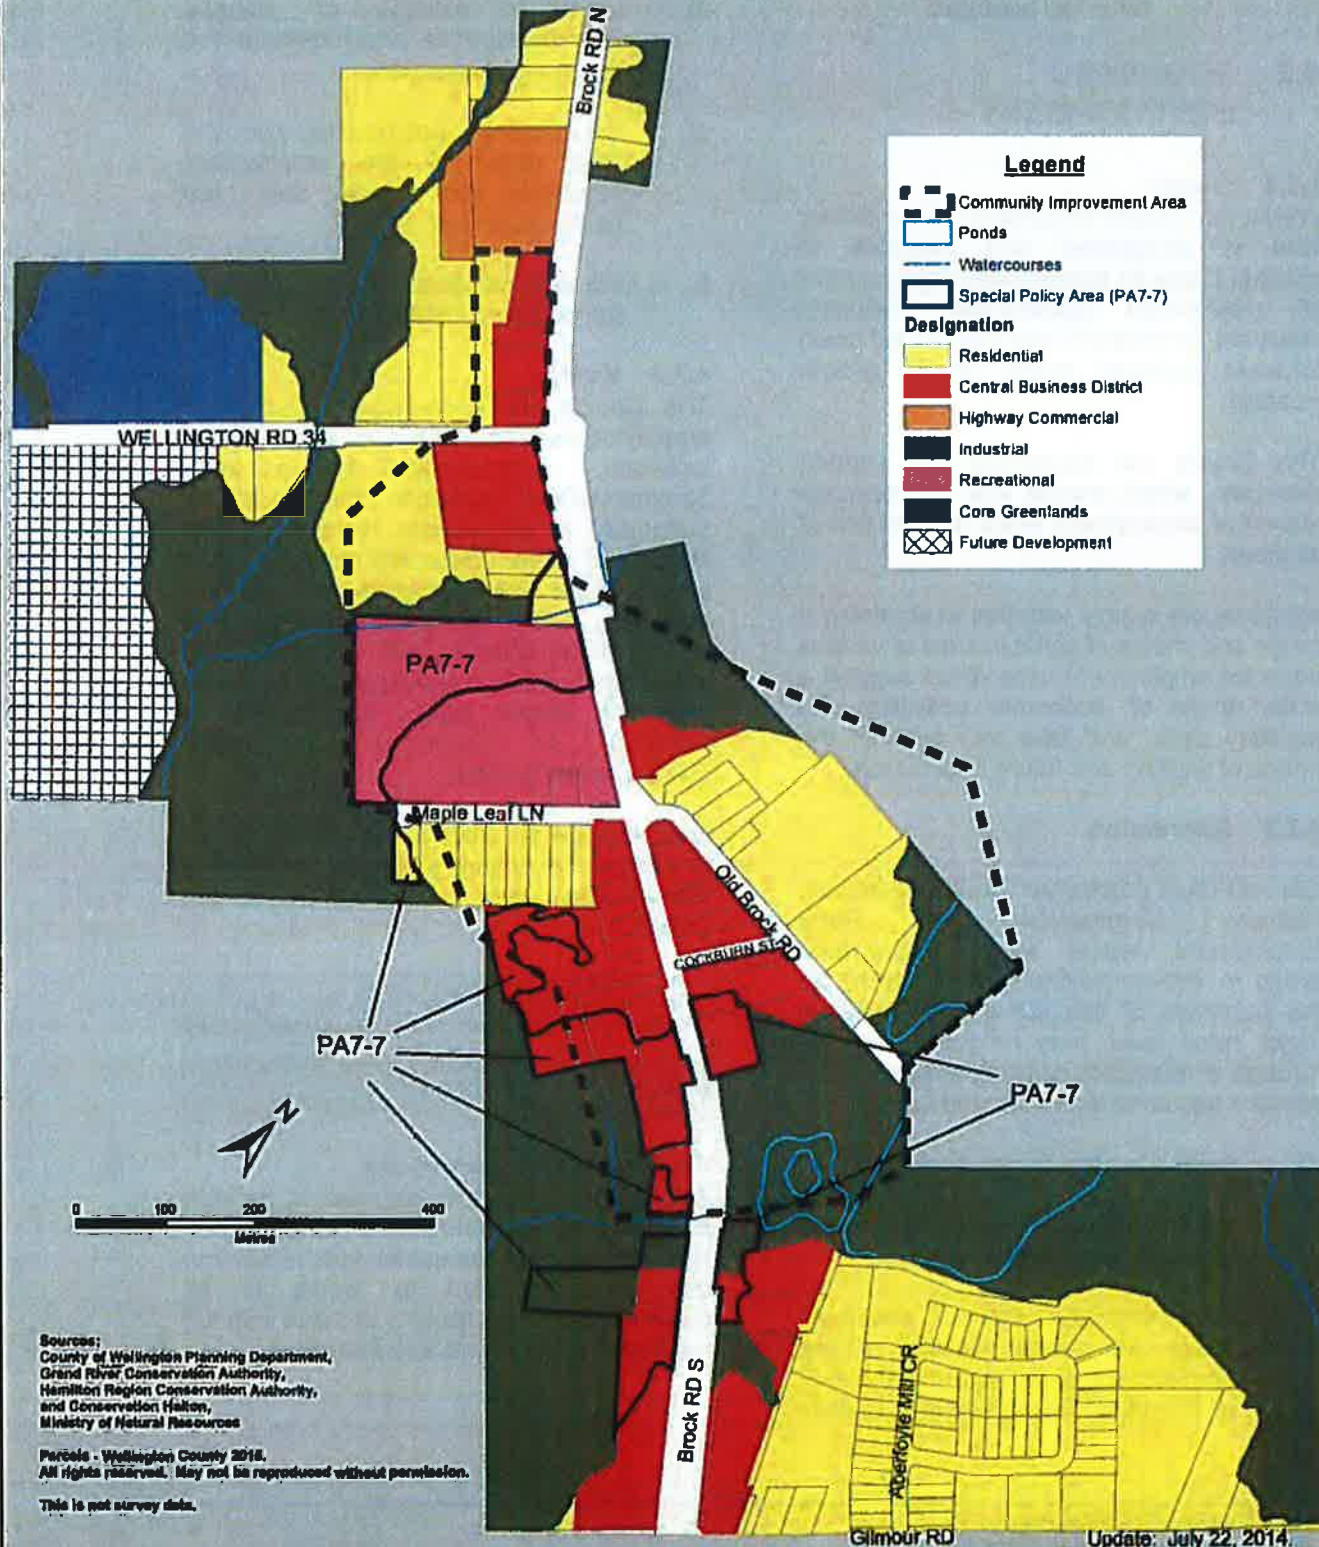 Brock RD N
Legend
Community Improvement Area
Ponds
Watercourses
Special Policy Area (PA7-7)
Designation
Residential
Central Business District
Highway Commercial
Industrial
Recreational
Core Greenlands
Future Development
WELLINGTON RD 34
PA7-7
Maple Leaf LN
Old Brock RD
COCKBURN ST
PA7-7
PA7-7
N
0 100 200 400
Metres
Sources:
County of Wellington Planning Department,
Grand River Conservation Authority,
Hamilton Region Conservation Authority,
and Conservation Halton,
Ministry of Natural Resources
Parcels - Wellington County 2015.
All rights reserved. May not be reproduced without permission.
This is not survey data.
Brock RD S
Aberfoyle Mill CR
Gilmour RD
Update: July 22, 2014.